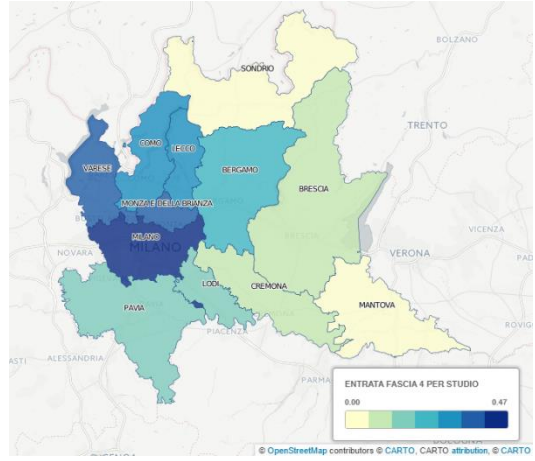 BOLZANO
SONDRIO
TRENTO
COMO
LECCO
VARESE
BERGAMO
BRESCIA
MONZA E DELLA BRIANZA
MILANO
MILANO
NOVARA
VERONA
VICENZA
LODI
CREMONA
PAVIA
MANTOVA
PIACENZA
ALESSANDRIA
PARMA
ENTRATA FASCIA 4 PER STUDIO
0.00 0.47
© OpenStreetMap contributors © CARTO, CARTO attribution, © CARTO